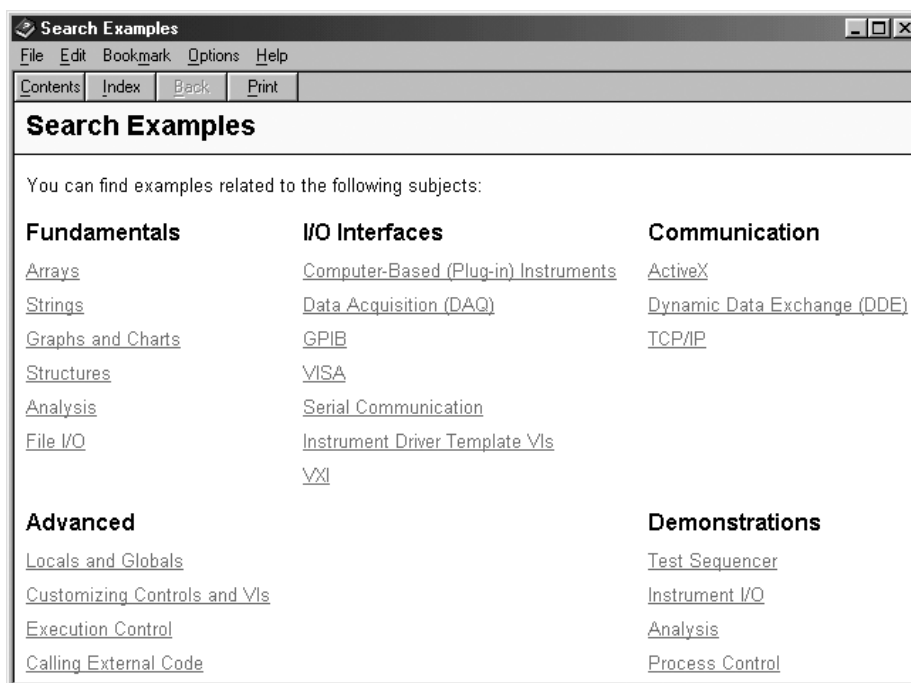 Search Examples
File Edit Bookmark Options Help
Contents Index Back Print
Search Examples
You can find examples related to the following subjects:
Fundamentals
Arrays
Strings
Graphs and Charts
Structures
Analysis
File I/O
I/O Interfaces
Computer-Based (Plug-in) Instruments
Data Acquisition (DAQ)
GPIB
VISA
Serial Communication
Instrument Driver Template VIs
VXI
Communication
ActiveX
Dynamic Data Exchange (DDE)
TCP/IP
Advanced
Locals and Globals
Customizing Controls and VIs
Execution Control
Calling External Code
Demonstrations
Test Sequencer
Instrument I/O
Analysis
Process Control